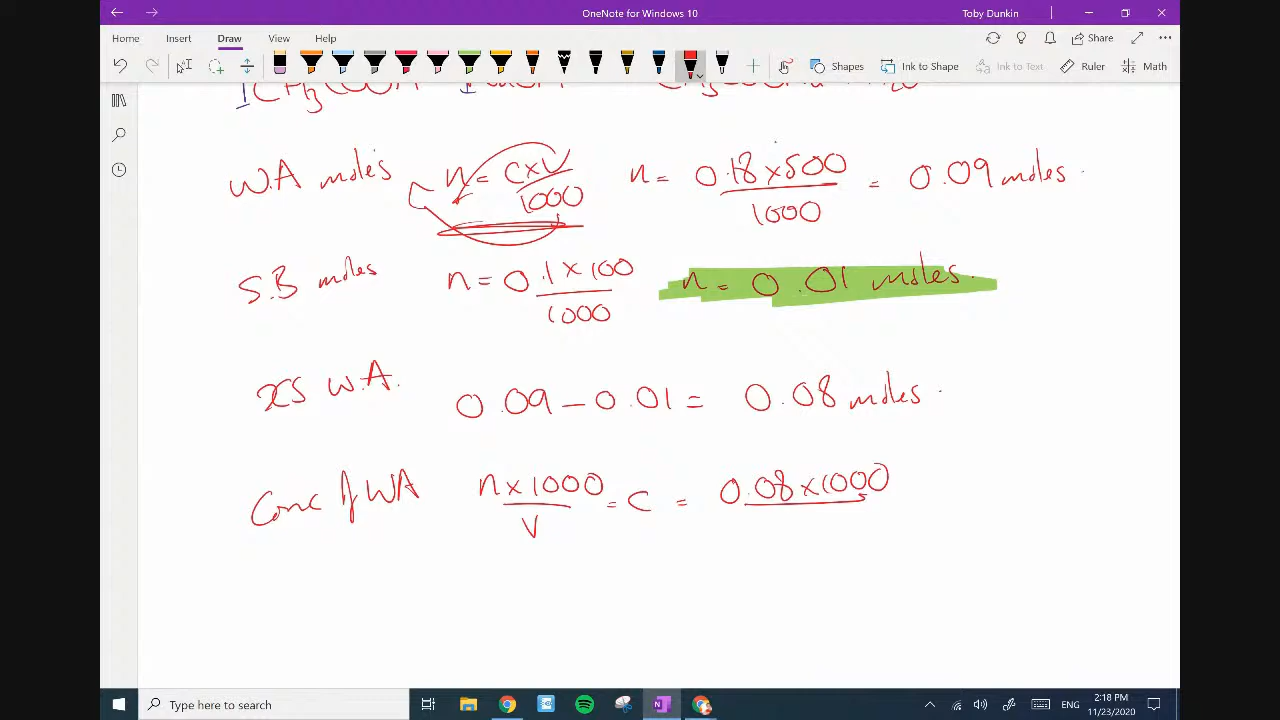 OneNote for Windows 10
Toby Dunkin
Home Insert Draw View Help
Share
Shapes Ink to Shape Ink to Text Ruler Math
W.A moles n = c×V/1000 n = 0.18×500/1000 = 0.09 moles.
S.B moles n = 0.1×100/1000 n = 0.01 moles.
XS W.A. 0.09 – 0.01 = 0.08 moles.
Conc of WA n×1000/V = C = 0.08×1000
Type here to search
ENG
2:18 PM
11/23/2020